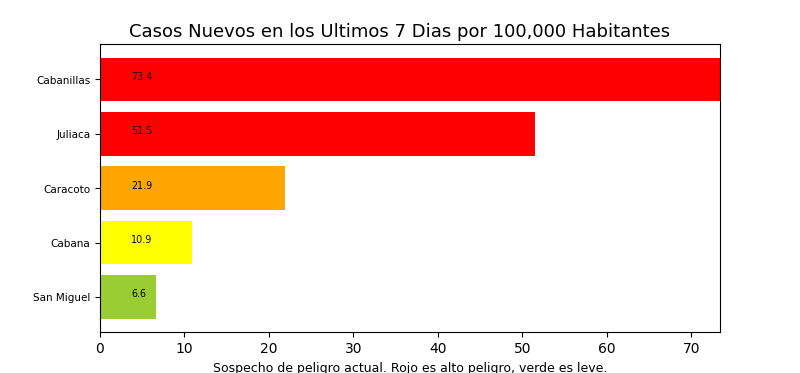 Casos Nuevos en los Ultimos 7 Dias por 100,000 Habitantes
Cabanillas 73.4
Juliaca 51.5
Caracoto 21.9
Cabana 10.9
San Miguel 6.6
0 10 20 30 40 50 60 70
Sospecho de peligro actual. Rojo es alto peligro, verde es leve.